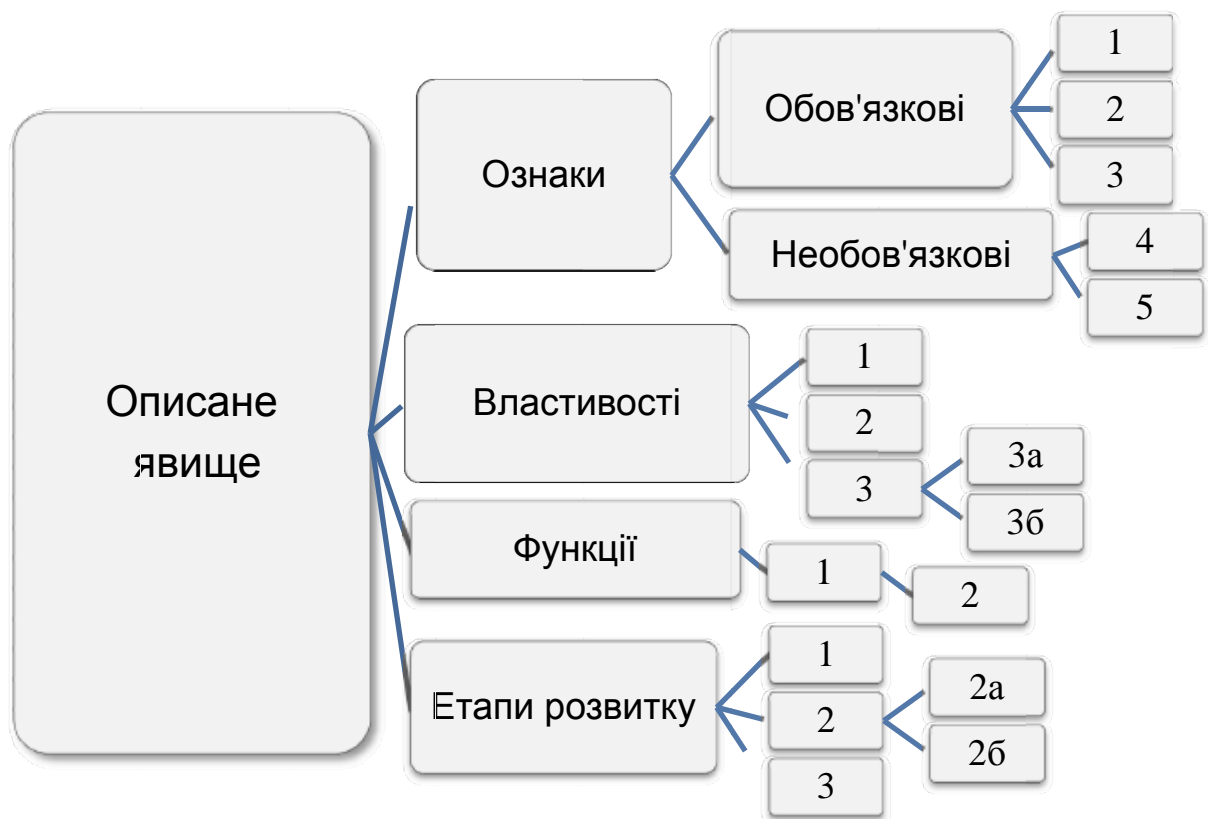 Описане
явище
Ознаки
Обов'язкові
1
2
3
Необов'язкові
4
5
Властивості
1
2
3
3а
3б
Функції
1
2
Етапи розвитку
1
2
2а
2б
3